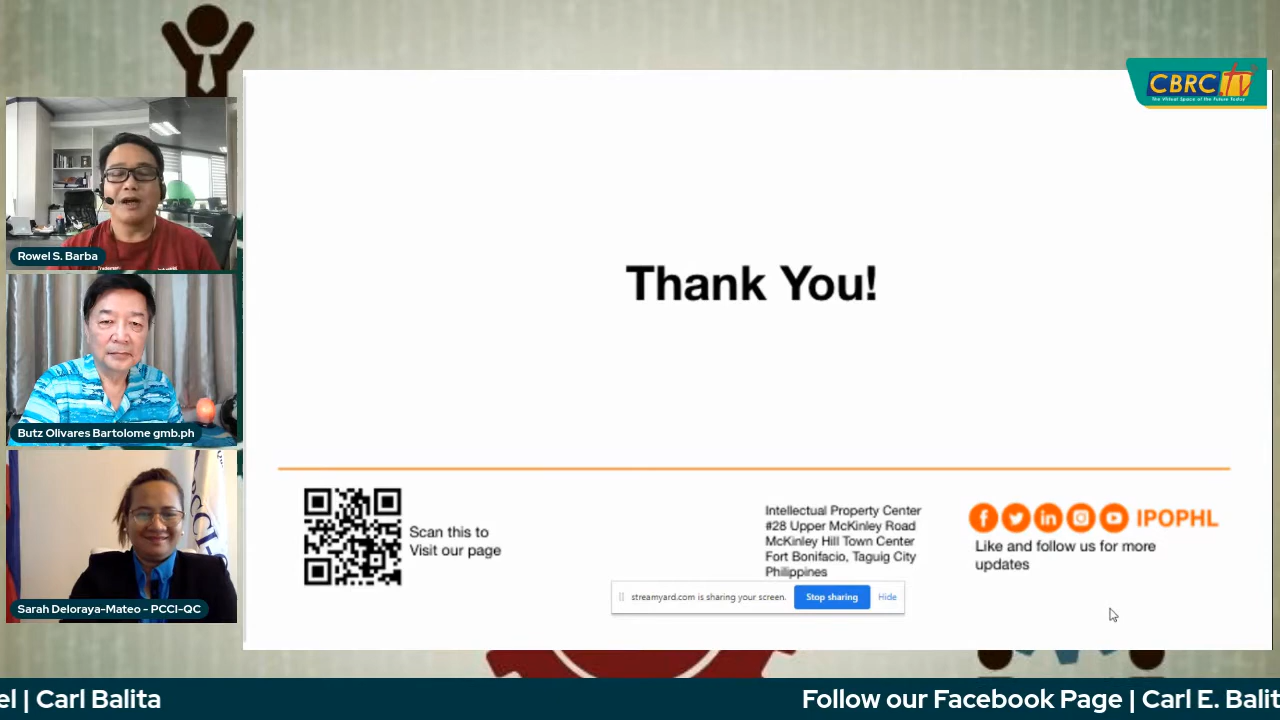 CBRC tv
The Virtual Space of the Future Today
Rowel S. Barba
Butz Olivares Bartolome gmb.ph
Sarah Deloraya-Mateo - PCCI-QC
Thank You!
Scan this to
Visit our page
Intellectual Property Center
#28 Upper McKinley Road
McKinley Hill Town Center
Fort Bonifacio, Taguig City
Philippines
IPOPHL
Like and follow us for more
updates
streamyard.com is sharing your screen.
Stop sharing
Hide
el | Carl Balita
Follow our Facebook Page | Carl E. Balit